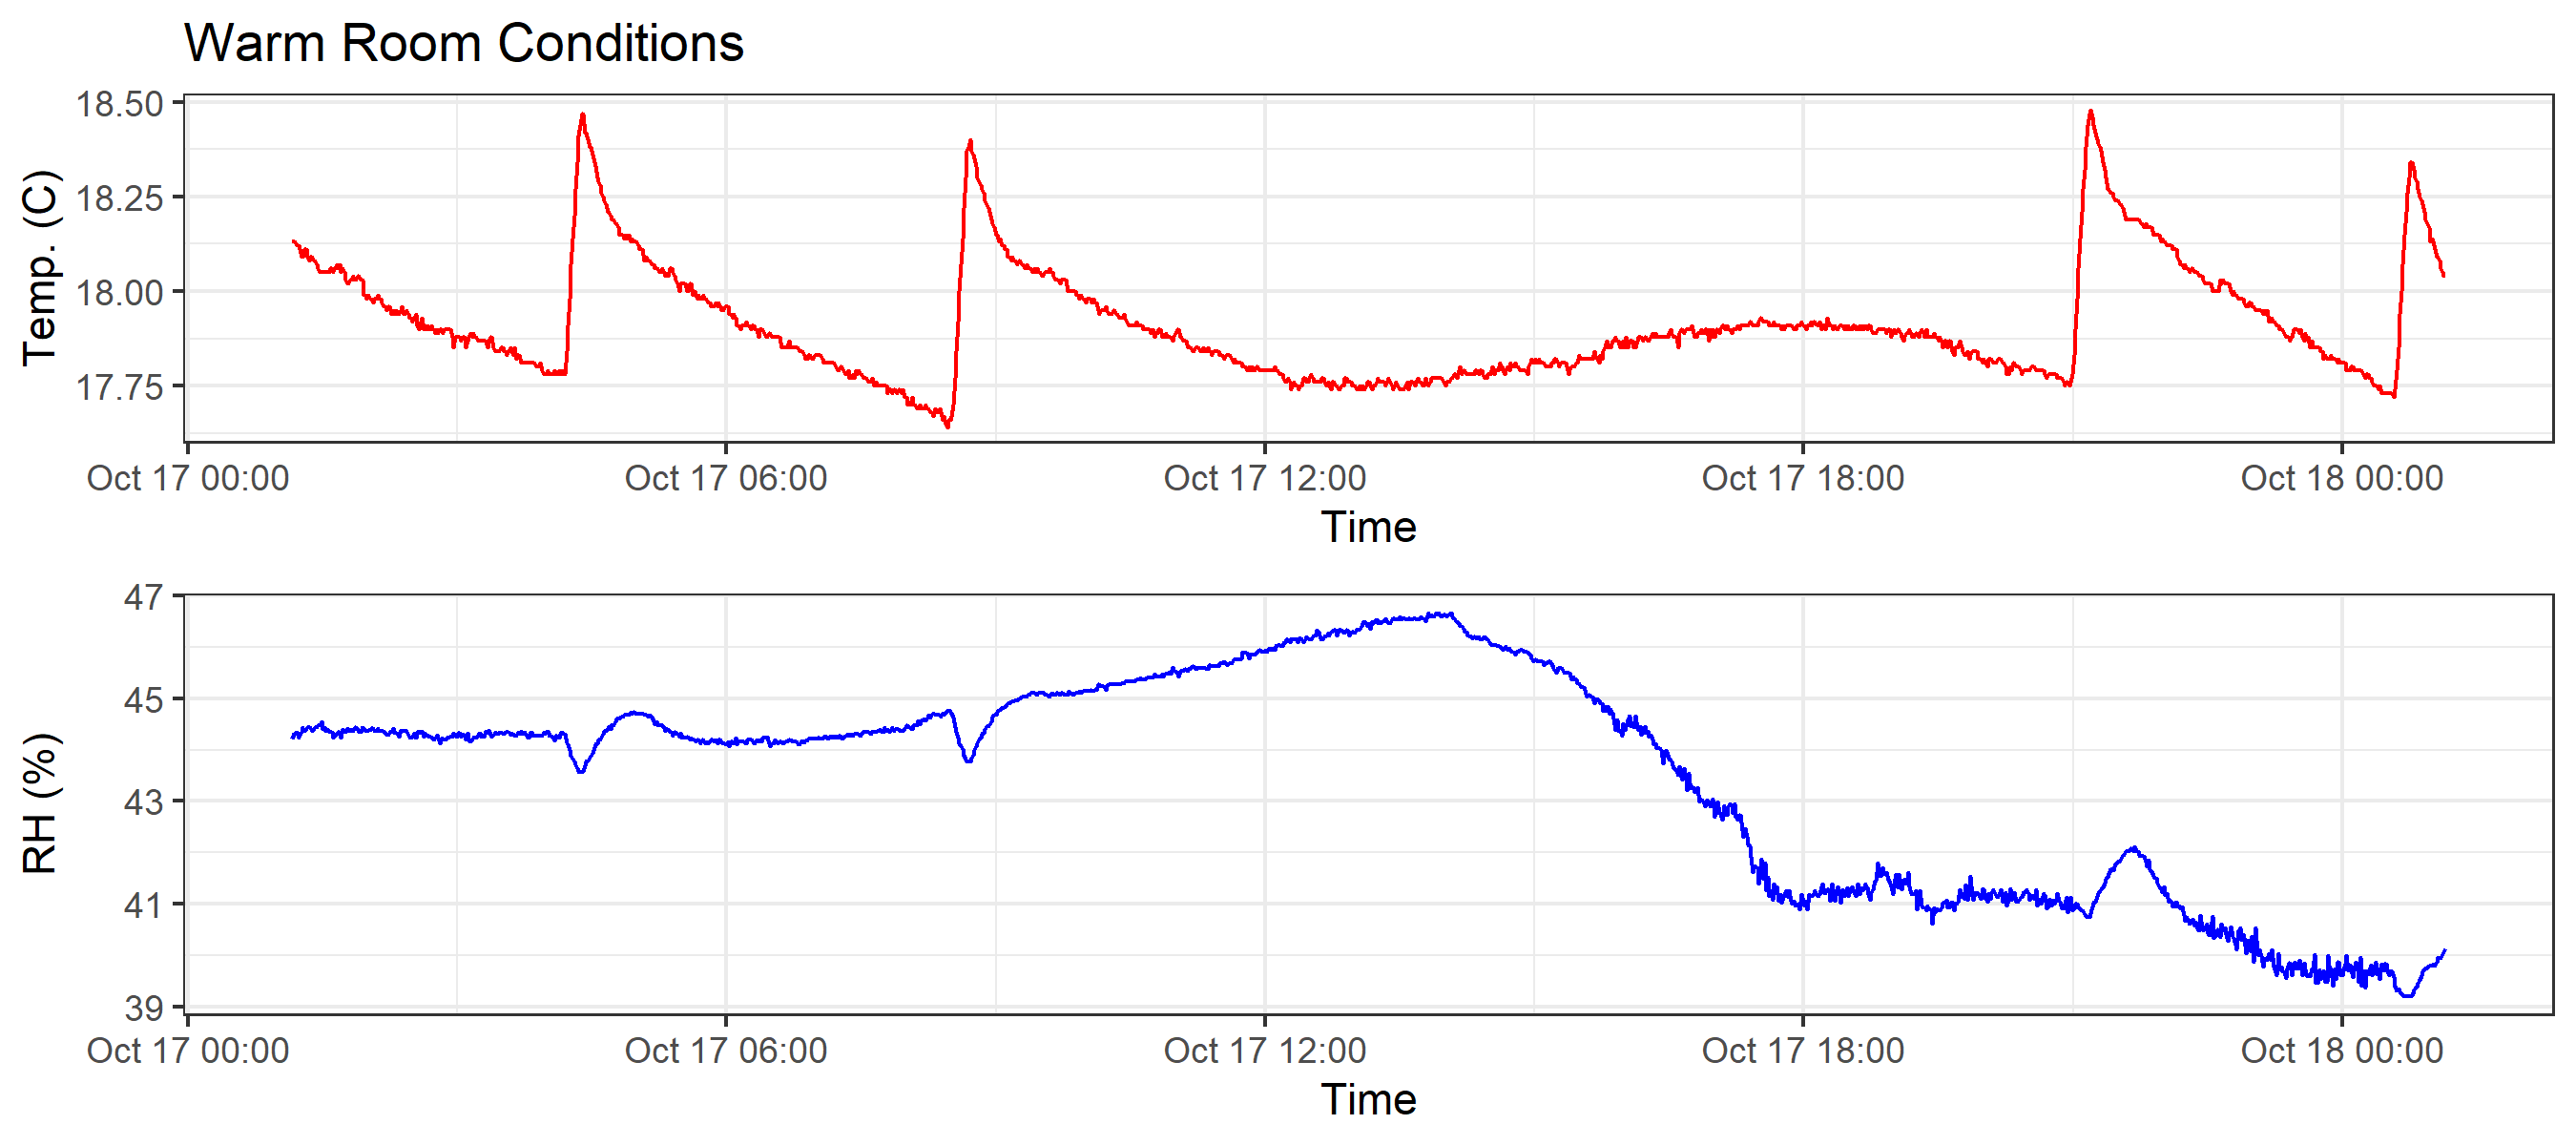 Warm Room Conditions
18.50
18.25
18.00
17.75
Temp. (C)
Oct 17 00:00 Oct 17 06:00 Oct 17 12:00 Oct 17 18:00 Oct 18 00:00
Time
47
45
43
41
39
RH (%)
Oct 17 00:00 Oct 17 06:00 Oct 17 12:00 Oct 17 18:00 Oct 18 00:00
Time